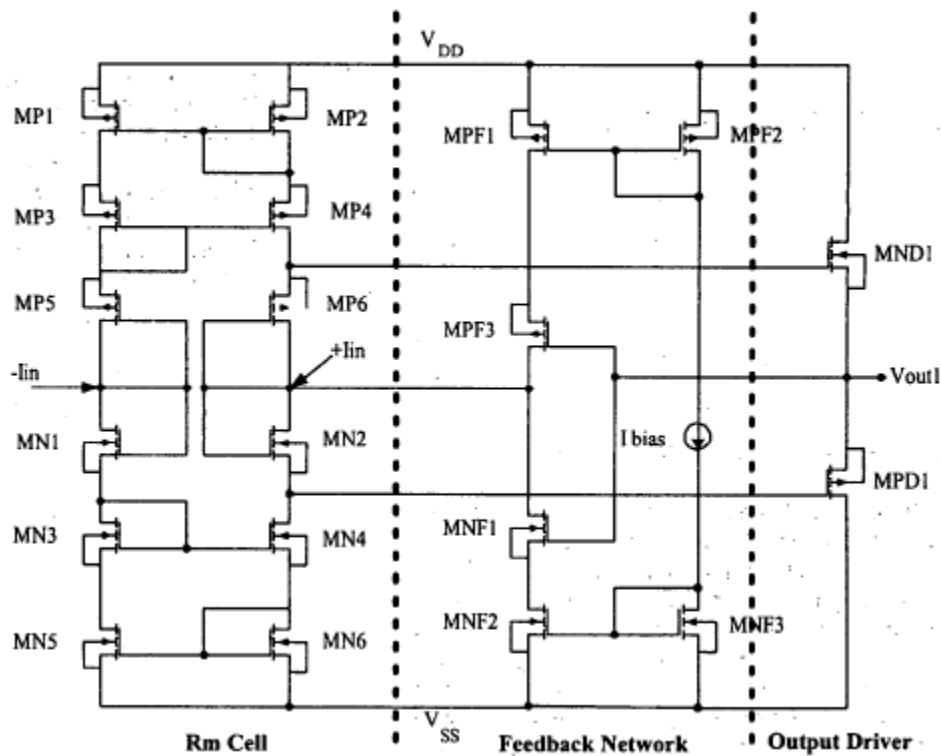 V DD
MP1
MP2
MPF1
MPF2
MP3
MP4
MND1
MP5
MP6
MPF3
-Iin
+Iin
Vout1
MN1
MN2
I bias
MPD1
MN3
MN4
MNF1
MN5
MN6
MNF2
MNF3
V SS
Rm Cell
Feedback Network
Output Driver